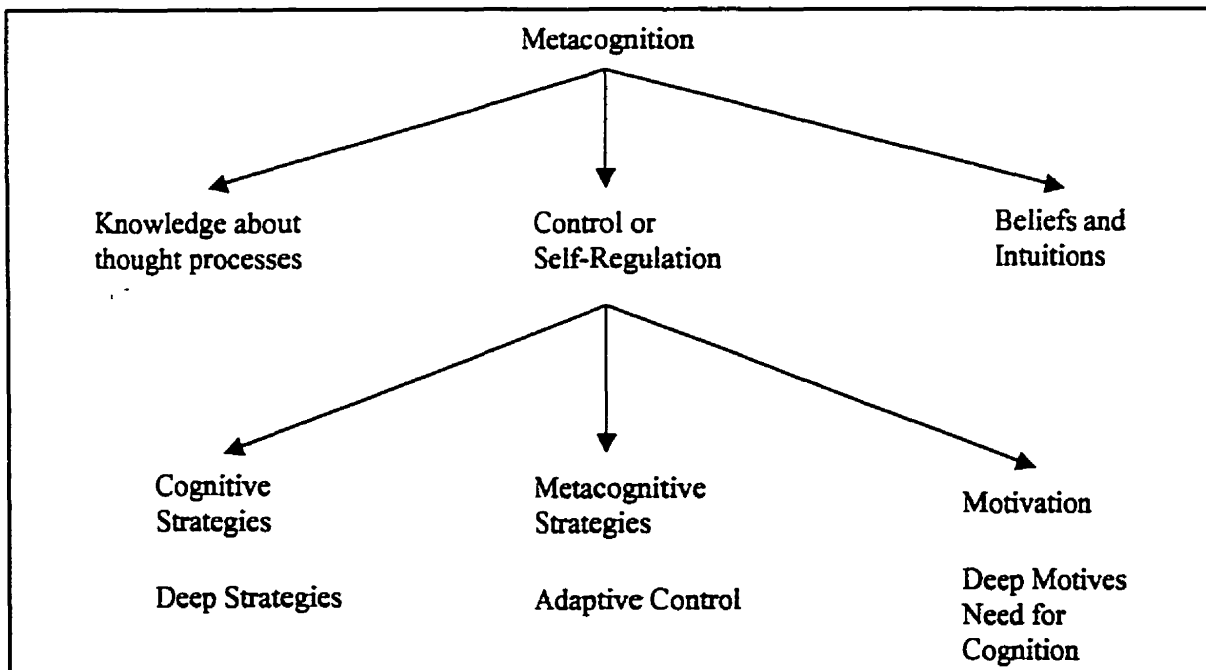 Metacognition
Knowledge about
thought processes
Control or
Self-Regulation
Beliefs and
Intuitions
Cognitive
Strategies
Metacognitive
Strategies
Motivation
Deep Strategies
Adaptive Control
Deep Motives
Need for
Cognition